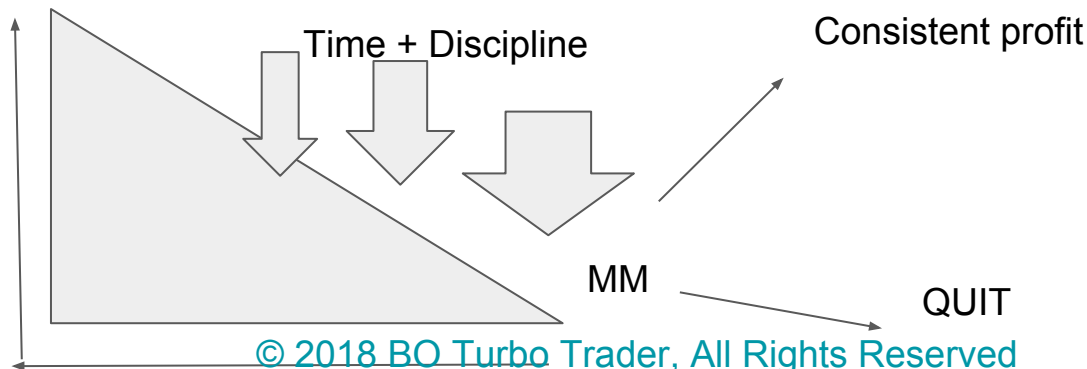 Time + Discipline
Consistent profit
MM
QUIT
© 2018 BO Turbo Trader, All Rights Reserved